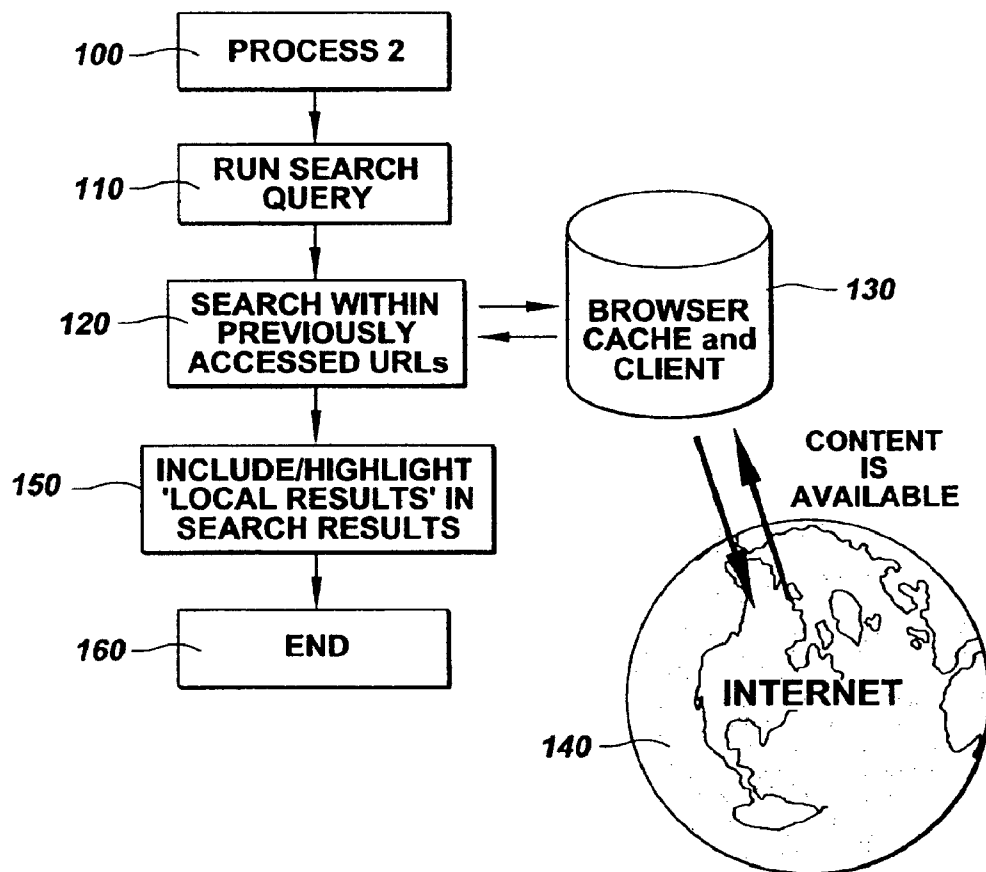 100
PROCESS 2
110
RUN SEARCH
QUERY
120
SEARCH WITHIN
PREVIOUSLY
ACCESSED URLs
130
BROWSER
CACHE and
CLIENT
150
INCLUDE/HIGHLIGHT
'LOCAL RESULTS' IN
SEARCH RESULTS
CONTENT
IS
AVAILABLE
160
END
INTERNET
140